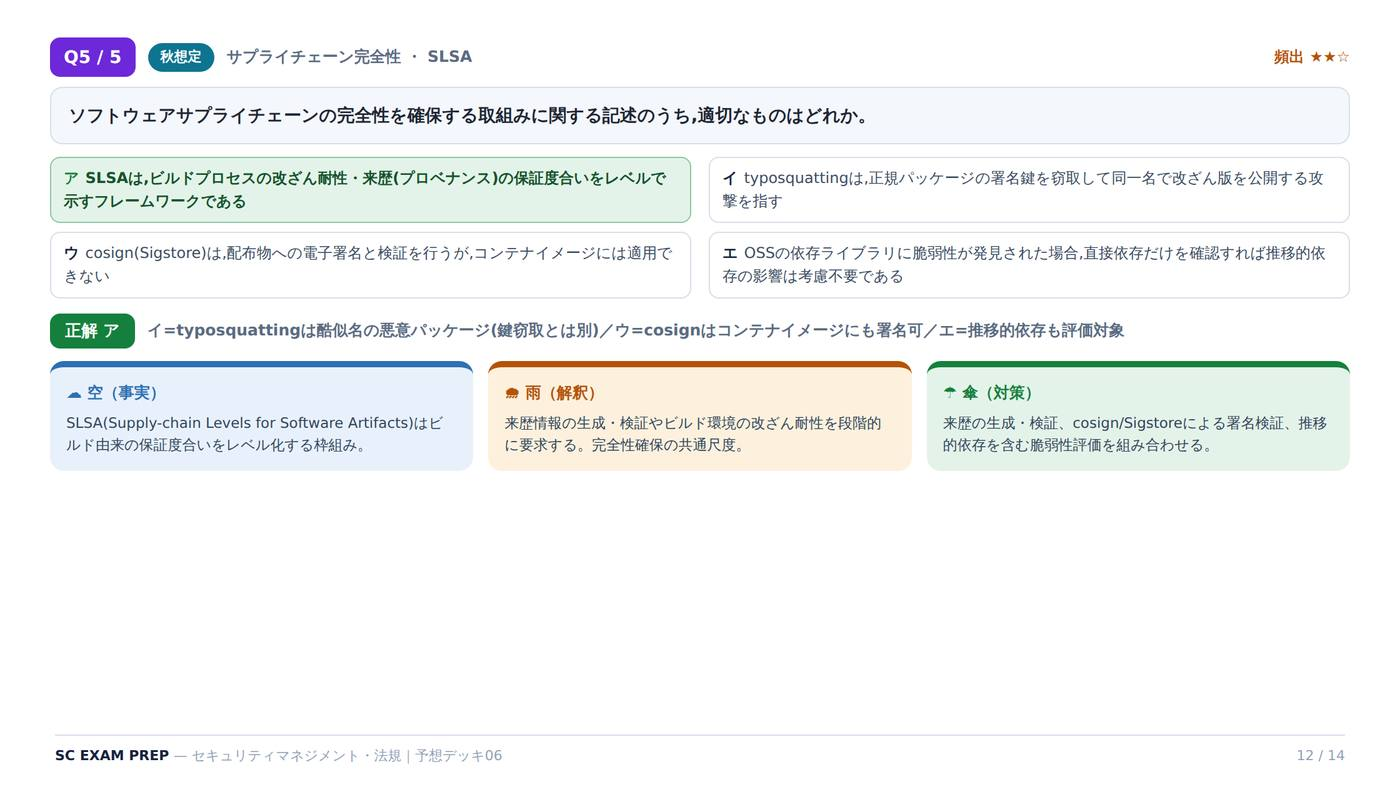 Q5 / 5
秋想定
サプライチェーン完全性 ・ SLSA
頻出 ★★☆
ソフトウェアサプライチェーンの完全性を確保する取組みに関する記述のうち,適切なものはどれか。
ア SLSAは,ビルドプロセスの改ざん耐性・来歴(プロベナンス)の保証度合いをレベルで
示すフレームワークである
イ typosquattingは,正規パッケージの署名鍵を窃取して同一名で改ざん版を公開する攻
撃を指す
ウ cosign(Sigstore)は,配布物への電子署名と検証を行うが,コンテナイメージには適用で
きない
エ OSSの依存ライブラリに脆弱性が発見された場合,直接依存だけを確認すれば推移的依
存の影響は考慮不要である
正解 ア
イ=typosquattingは酷似名の悪意パッケージ(鍵窃取とは別)／ウ=cosignはコンテナイメージにも署名可／エ=推移的依存も評価対象
☁ 空（事実）
SLSA(Supply-chain Levels for Software Artifacts)はビ
ルド由来の保証度合いをレベル化する枠組み。
🌧 雨（解釈）
来歴情報の生成・検証やビルド環境の改ざん耐性を段階的
に要求する。完全性確保の共通尺度。
☂ 傘（対策）
来歴の生成・検証、cosign/Sigstoreによる署名検証、推移
的依存を含む脆弱性評価を組み合わせる。
SC EXAM PREP — セキュリティマネジメント・法規｜予想デッキ06
12 / 14